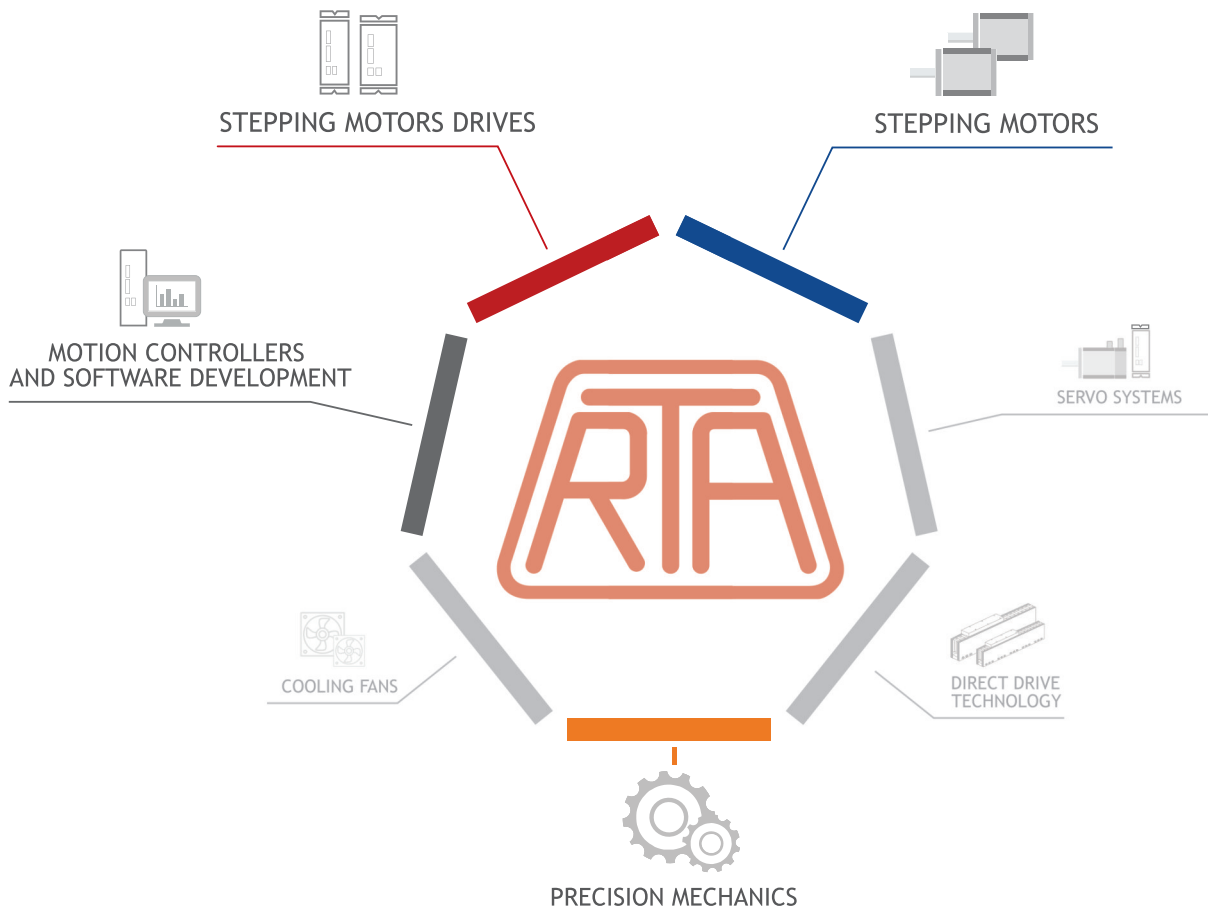 STEPPING MOTORS DRIVES
STEPPING MOTORS
MOTION CONTROLLERS
AND SOFTWARE DEVELOPMENT
SERVO SYSTEMS
RTA
COOLING FANS
DIRECT DRIVE
TECHNOLOGY
PRECISION MECHANICS